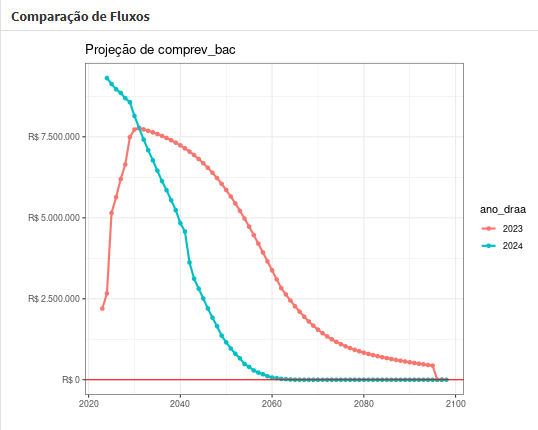 Comparação de Fluxos
Projeção de comprev_bac
R$ 7.500.000
R$ 5.000.000
R$ 2.500.000
R$ 0
2020
2040
2060
2080
2100
ano_draa
2023
2024